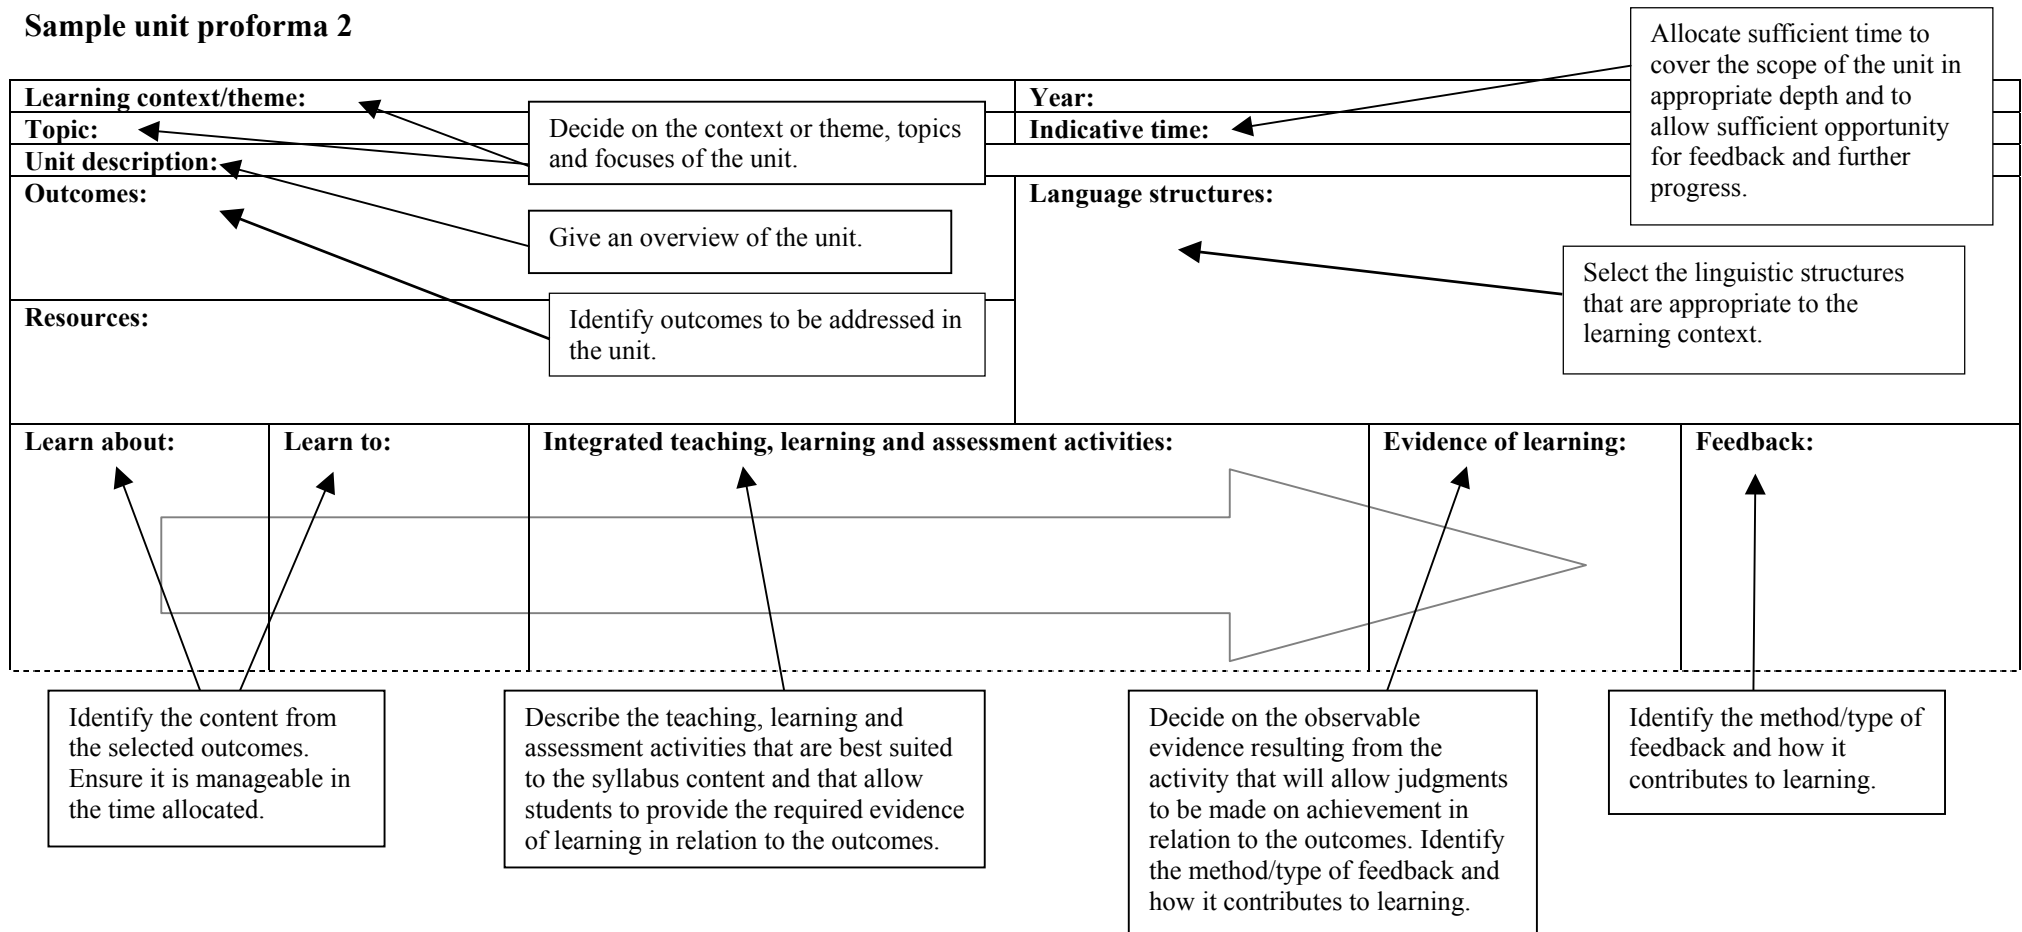 Sample unit proforma 2
Allocate sufficient time to
cover the scope of the unit in
appropriate depth and to
allow sufficient opportunity
for feedback and further
progress.
Learning context/theme:
Year:
Topic:
Indicative time:
Decide on the context or theme, topics
and focuses of the unit.
Unit description:
Outcomes:
Language structures:
Give an overview of the unit.
Select the linguistic structures
that are appropriate to the
learning context.
Resources:
Identify outcomes to be addressed in
the unit.
Learn about:
Learn to:
Integrated teaching, learning and assessment activities:
Evidence of learning:
Feedback:
Identify the content from
the selected outcomes.
Ensure it is manageable in
the time allocated.
Describe the teaching, learning and
assessment activities that are best suited
to the syllabus content and that allow
students to provide the required evidence
of learning in relation to the outcomes.
Decide on the observable
evidence resulting from the
activity that will allow judgments
to be made on achievement in
relation to the outcomes. Identify
the method/type of feedback and
how it contributes to learning.
Identify the method/type of
feedback and how it
contributes to learning.